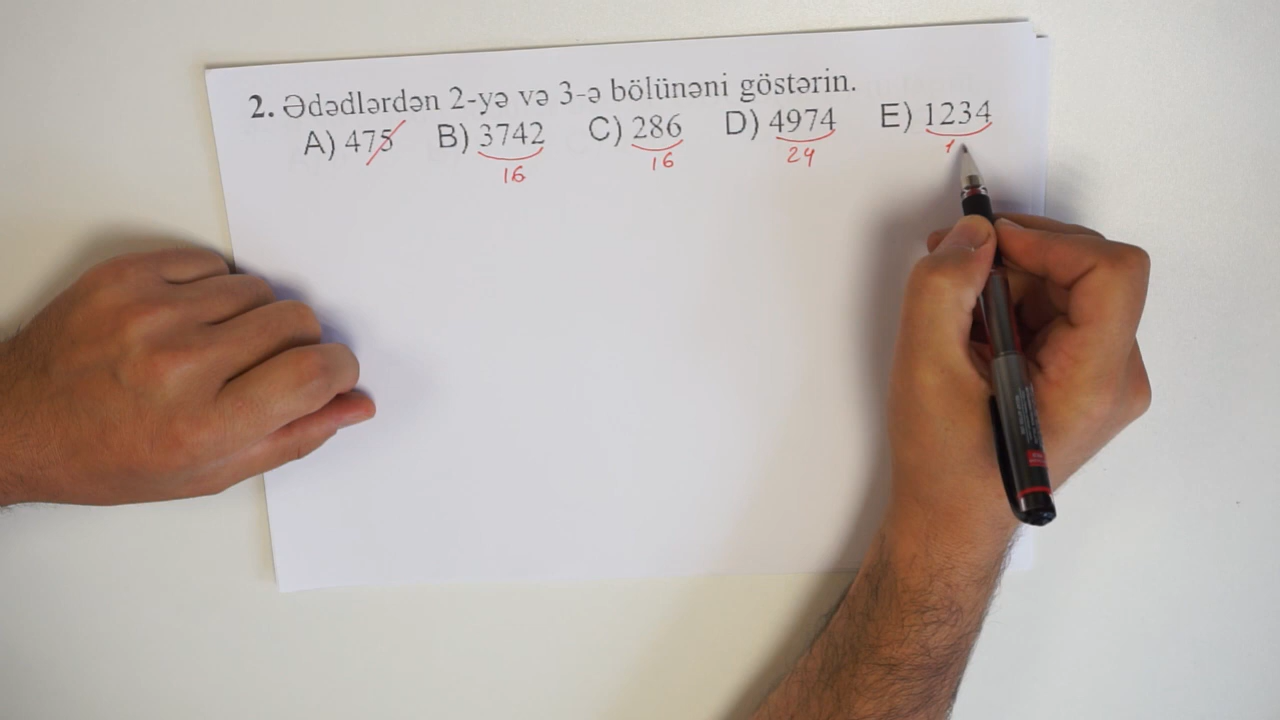 2. Ədədlərdən 2-yə və 3-ə bölünəni göstərin.
A) 475 B) 3742 C) 286 D) 4974 E) 1234
16 16 24 1